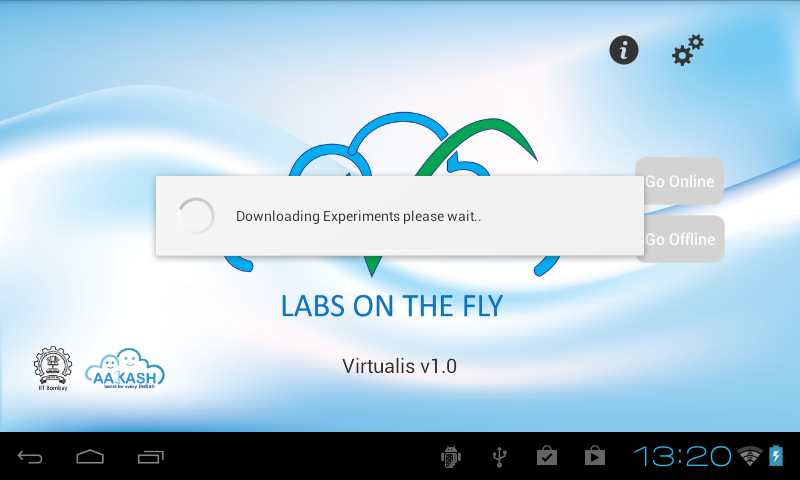 Go Online
Downloading Experiments please wait..
Go Offline
LABS ON THE FLY
Virtualis v1.0
IIT Bombay
AAKASH
tablet for every INDIAN
13:20